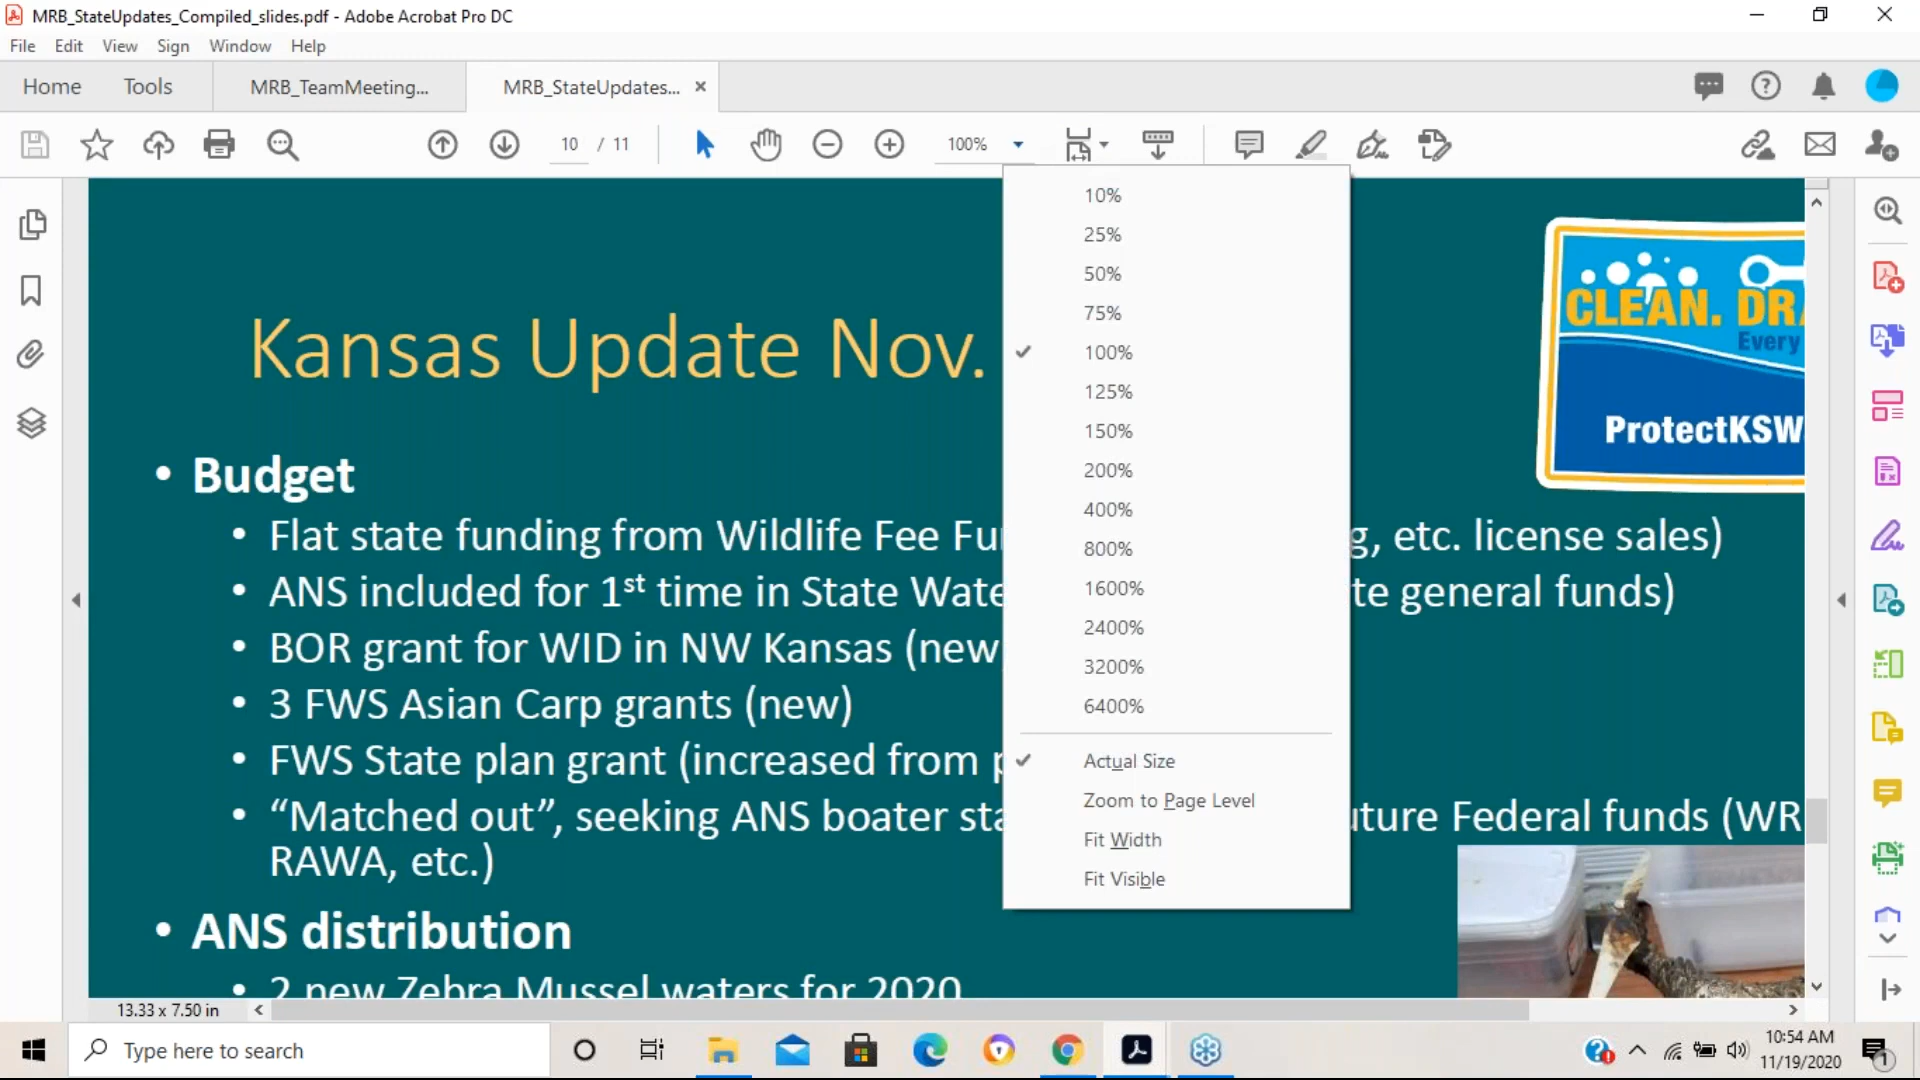 MRB_StateUpdates_Compiled_slides.pdf - Adobe Acrobat Pro DC
File Edit View Sign Window Help
Home Tools MRB_TeamMeeting... MRB_StateUpdates... ×
10 / 11 100%
10%
25%
50%
75%
100%
125%
150%
200%
400%
800%
1600%
2400%
3200%
6400%
Actual Size
Zoom to Page Level
Fit Width
Fit Visible
CLEAN. DRA
Every
ProtectKSW
Kansas Update Nov.
• Budget
• Flat state funding from Wildlife Fee Fu g, etc. license sales)
• ANS included for 1st time in State Wate te general funds)
• BOR grant for WID in NW Kansas (new
• 3 FWS Asian Carp grants (new)
• FWS State plan grant (increased from p
• “Matched out”, seeking ANS boater sta uture Federal funds (WR
RAWA, etc.)
• ANS distribution
• 2 new Zebra Mussel waters for 2020
13.33 x 7.50 in
Type here to search
10:54 AM
11/19/2020
1